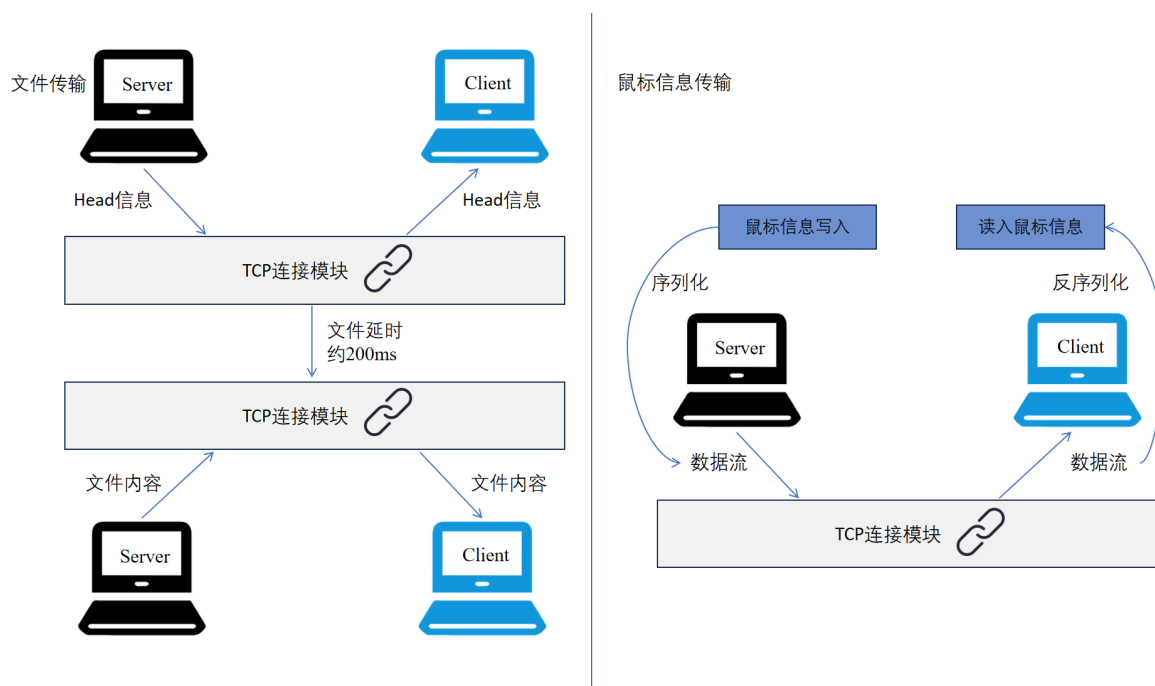 文件传输
Server
Client
Head信息
Head信息
TCP连接模块
文件延时
约200ms
TCP连接模块
文件内容
文件内容
Server
Client
鼠标信息传输
鼠标信息写入
读入鼠标信息
序列化
反序列化
Server
Client
数据流
数据流
TCP连接模块